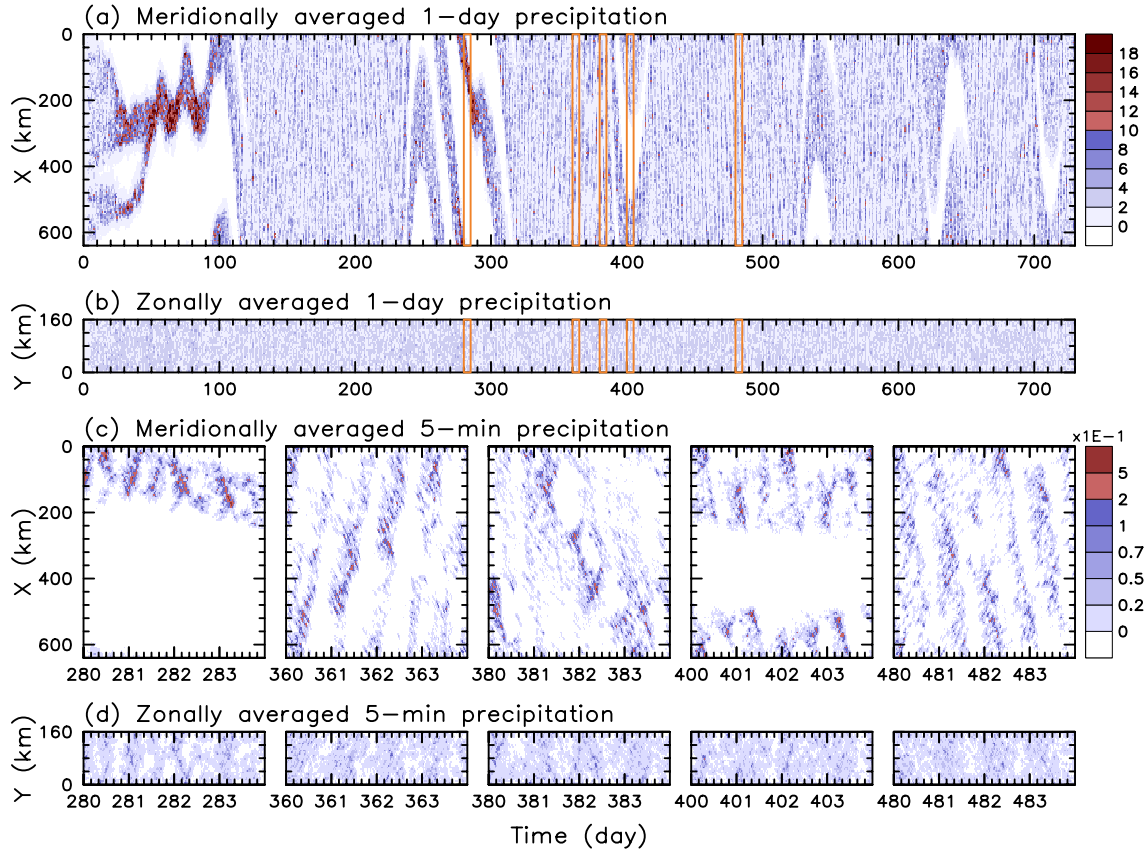 (a) Meridionally averaged 1-day precipitation
X (km)
0
200
400
600
0 100 200 300 400 500 600 700
18
16
14
12
10
8
6
4
2
0
(b) Zonally averaged 1-day precipitation
Y (km)
160
0
0 100 200 300 400 500 600 700
(c) Meridionally averaged 5-min precipitation
x1E-1
X (km)
0
200
400
600
5
2
1
0.7
0.5
0.2
0
280 281 282 283 360 361 362 363 380 381 382 383 400 401 402 403 480 481 482 483
(d) Zonally averaged 5-min precipitation
Y (km)
160
0
280 281 282 283 360 361 362 363 380 381 382 383 400 401 402 403 480 481 482 483
Time (day)